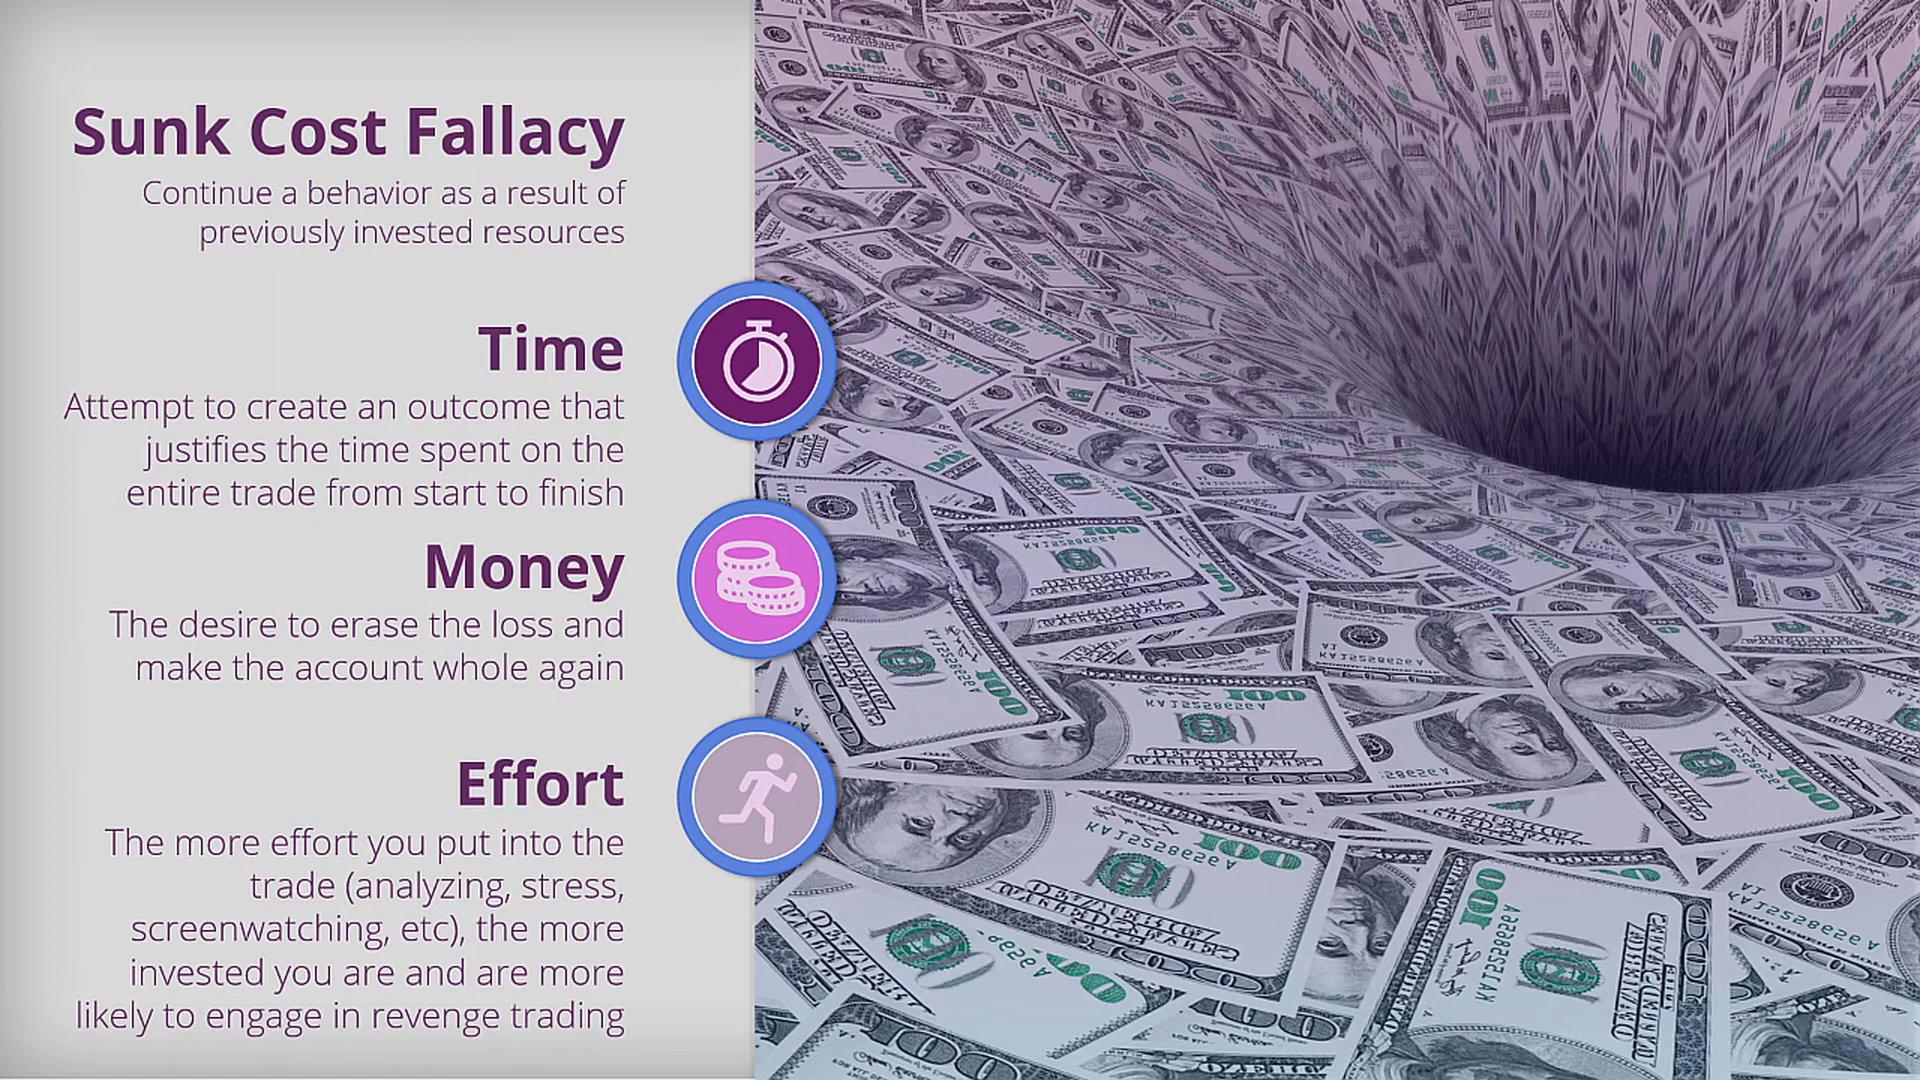 Sunk Cost Fallacy
Continue a behavior as a result of
previously invested resources
Time
Attempt to create an outcome that
justifies the time spent on the
entire trade from start to finish
Money
The desire to erase the loss and
make the account whole again
Effort
The more effort you put into the
trade (analyzing, stress,
screenwatching, etc), the more
invested you are and are more
likely to engage in revenge trading